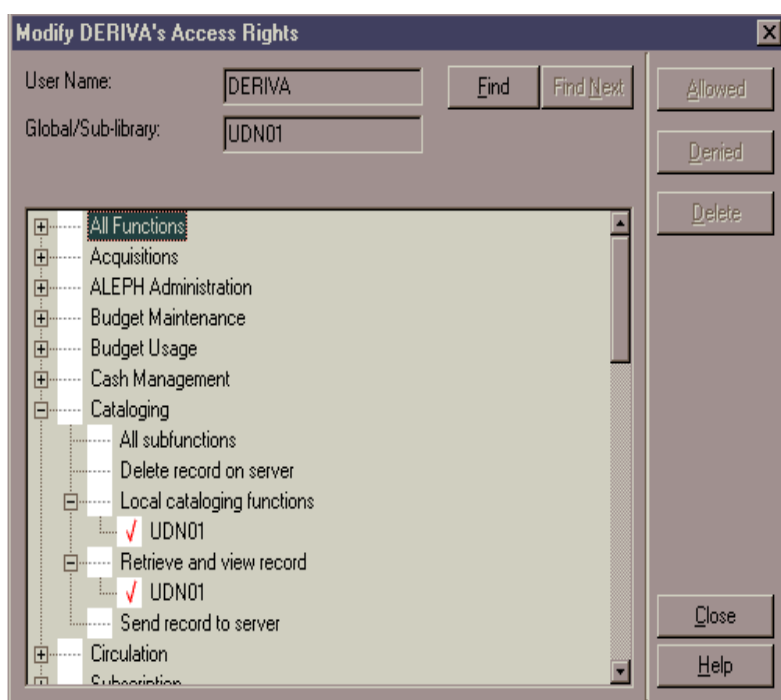 Modify DERIVA's Access Rights
User Name: DERIVA Find Find Next Allowed
Global/Sub-library: UDN01 Denied
Delete
All Functions
Acquisitions
ALEPH Administration
Budget Maintenance
Budget Usage
Cash Management
Cataloging
All subfunctions
Delete record on server
Local cataloging functions
UDN01
Retrieve and view record
UDN01
Send record to server
Circulation
Subscription
Close
Help